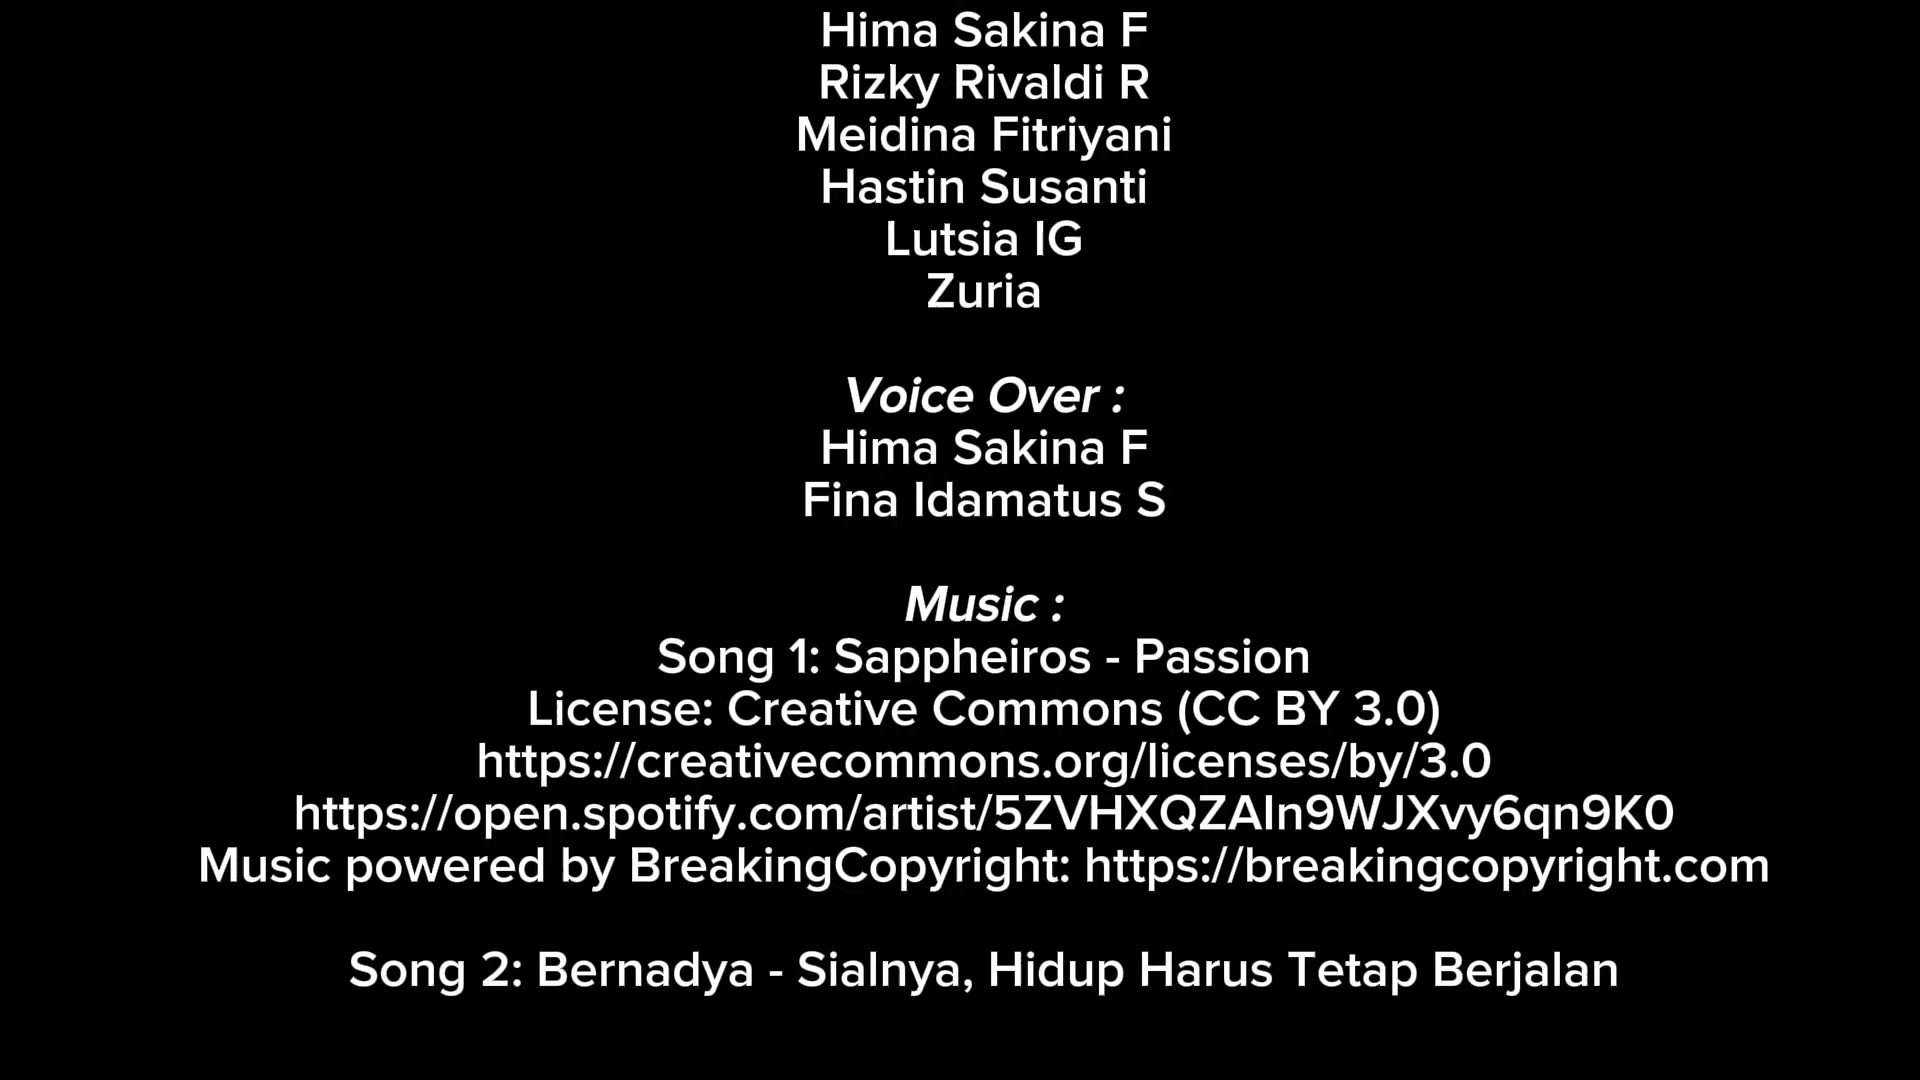 Hima Sakina F
Rizky Rivaldi R
Meidina Fitriyani
Hastin Susanti
Lutsia IG
Zuria
Voice Over :
Hima Sakina F
Fina Idamatus S
Music :
Song 1: Sappheiros - Passion
License: Creative Commons (CC BY 3.0)
https://creativecommons.org/licenses/by/3.0
https://open.spotify.com/artist/5ZVHXQZAIn9WJXvy6qn9K0
Music powered by BreakingCopyright: https://breakingcopyright.com
Song 2: Bernadya - Sialnya, Hidup Harus Tetap Berjalan